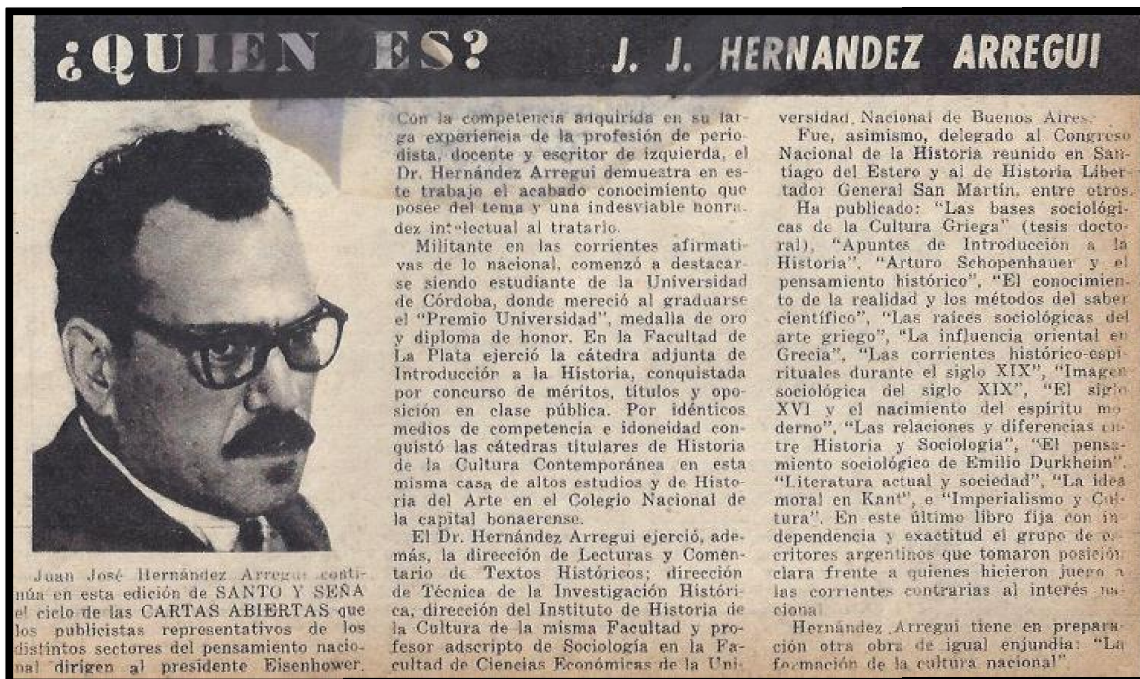 ¿QUIEN ES? J. J. HERNANDEZ ARREGUI
Juan José Hernández Arregui conti-
núa en esta edición de SANTO Y SEÑA
el ciclo de las CARTAS ABIERTAS que
los publicistas representativos de los
distintos sectores del pensamiento nacio-
nal dirigen al presidente Eisenhower.
Con la competencia adquirida en su lar-
ga experiencia de la profesión de perio-
dista, docente y escritor de izquierda, el
Dr. Hernández Arregui demuestra en es-
te trabajo el acabado conocimiento que
posee del tema y una indesviable honra-
dez intelectual al tratarlo.
Militante en las corrientes afirmati-
vas de lo nacional, comenzó a destacar-
se siendo estudiante de la Universidad
de Córdoba, donde mereció al graduarse
el "Premio Universidad", medalla de oro
y diploma de honor. En la Facultad de
La Plata ejerció la cátedra adjunta de
Introducción a la Historia, conquistada
por concurso de méritos, títulos y opo-
sición en clase pública. Por idénticos
medios de competencia e idoneidad con-
quistó las cátedras titulares de Historia
de la Cultura Contemporánea en esta
misma casa de altos estudios y de Histo-
ria del Arte en el Colegio Nacional de
la capital bonaerense.
El Dr. Hernández Arregui ejerció, ade-
más, la dirección de Lecturas y Comen-
tario de Textos Históricos; dirección
de Técnica de la Investigación Históri-
ca, dirección del Instituto de Historia de
la Cultura de la misma Facultad y pro-
fesor adscripto de Sociología en la Fa-
cultad de Ciencias Económicas de la Uni-
versidad Nacional de Buenos Aires.
Fue, asimismo, delegado al Congreso
Nacional de la Historia reunido en San-
tiago del Estero y al de Historia Liber-
tador General San Martín, entre otros.
Ha publicado: "Las bases sociológi-
cas de la Cultura Griega" (tesis docto-
ral), "Apuntes de Introducción a la
Historia", "Arturo Schopenhauer y el
pensamiento histórico", "El conocimien-
to de la realidad y los métodos del saber
científico", "Las raíces sociológicas del
arte griego", "La influencia oriental en
Grecia", "Las corrientes histórico-espi-
rituales durante el siglo XIX", "Imagen
sociológica del siglo XIX", "El siglo
XVI y el nacimiento del espíritu mo-
derno", "Las relaciones y diferencias en-
tre Historia y Sociología", "El pensa-
miento sociológico de Emilio Durkheim",
"Literatura actual y sociedad", "La idea
moral en Kant", e "Imperialismo y Cul-
tura". En este último libro fija con in-
dependencia y exactitud el grupo de es-
critores argentinos que tomaron posición
clara frente a quienes hicieron juego a
las corrientes contrarias al interés na-
cional.
Hernández Arregui tiene en prepara-
ción otra obra de igual enjundia: "La
formación de la cultura nacional".